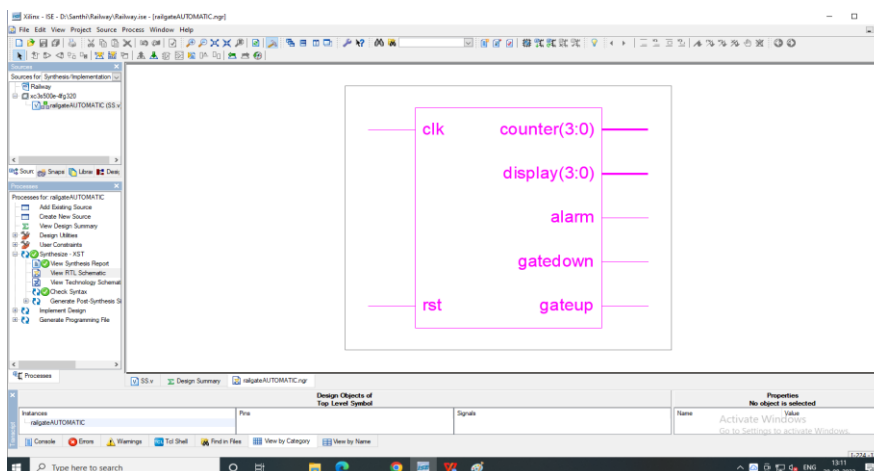 Xilinx - ISE - D:\Santhi\Railway\Railway.ise - [railgateAUTOMATIC.ngr]
File Edit View Project Source Process Window Help
Sources
Sources for: Synthesis/Implementation
Railway
xc3s500e-4fg320
railgateAUTOMATIC (SS.v
Sour Snaps Librar Desi
Processes
Processes for: railgateAUTOMATIC
Add Existing Source
Create New Source
View Design Summary
Design Utilities
User Constraints
Synthesize - XST
View Synthesis Report
View RTL Schematic
View Technology Schemat
Check Syntax
Generate Post-Synthesis Si
Implement Design
Generate Programming File
Processes
clk counter(3:0)
display(3:0)
alarm
gatedown
rst gateup
SS.v Design Summary railgateAUTOMATIC.ngr
Design Objects of
Top Level Symbol
Properties
No object is selected
Instances Pins Signals Name Value
railgateAUTOMATIC
Activate Windows
Go to Settings to activate Windows.
Console Errors Warnings Tcl Shell Find in Files View by Category View by Name
Type here to search
ENG 13:11